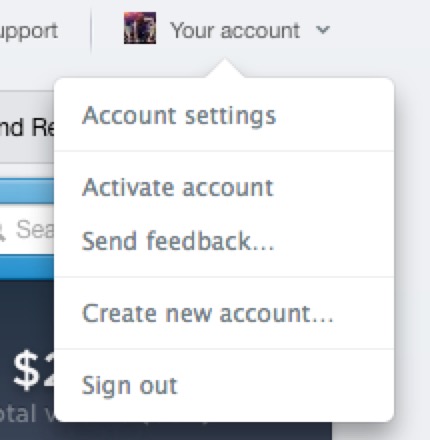 upport
Your account
Account settings
nd Re
Activate account
Sea
Send feedback...
Create new account...
$2
Sign out
otal v